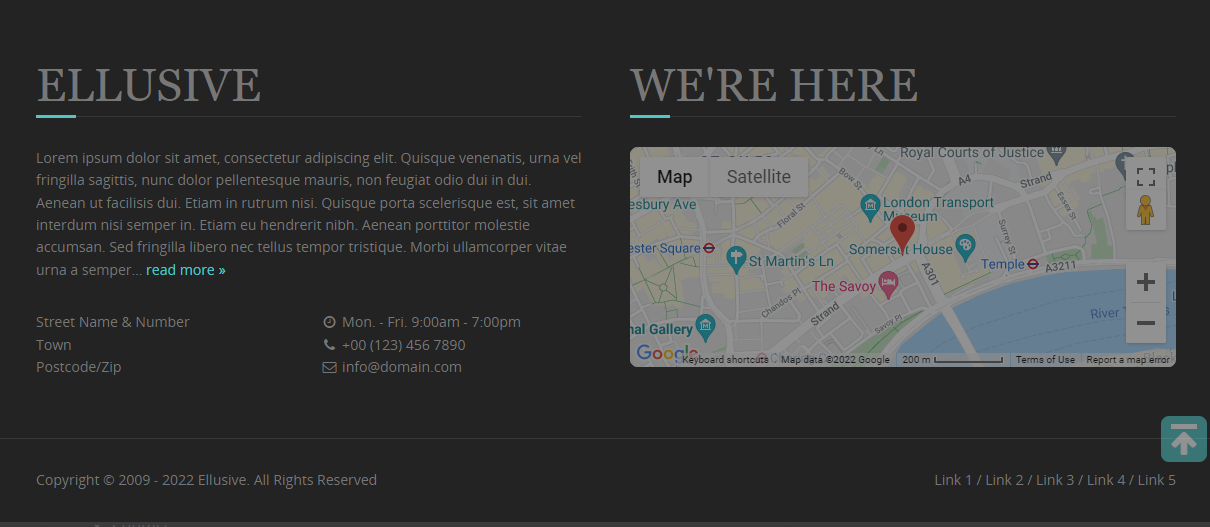 ELLUSIVE
Lorem ipsum dolor sit amet, consectetur adipiscing elit. Quisque venenatis, urna vel
fringilla sagittis, nunc dolor pellentesque mauris, non feugiat odio dui in dui.
Aenean ut facilisis dui. Etiam in rutrum nisi. Quisque porta scelerisque est, sit amet
interdum nisi semper in. Etiam eu hendrerit nibh. Aenean porttitor molestie
accumsan. Sed fringilla libero nec tellus tempor tristique. Morbi ullamcorper vitae
urna a semper... read more »
Street Name & Number
Town
Postcode/Zip
Mon. - Fri. 9:00am - 7:00pm
+00 (123) 456 7890
info@domain.com
WE'RE HERE
Map
Satellite
Royal Courts of Justice
Bow St
A4
Strand
esbury Ave
London Transport
Museum
Floral St
Essex St
Surrey St
ester Square
St Martin's Ln
Somerset House
Temple
A3211
A301
The Savoy
Chandos Pl
Strand
Savoy Pl
nal Gallery
River
Google
Keyboard shortcuts
Map data ©2022 Google
200 m
Terms of Use
Report a map error
Copyright © 2009 - 2022 Ellusive. All Rights Reserved
Link 1 / Link 2 / Link 3 / Link 4 / Link 5